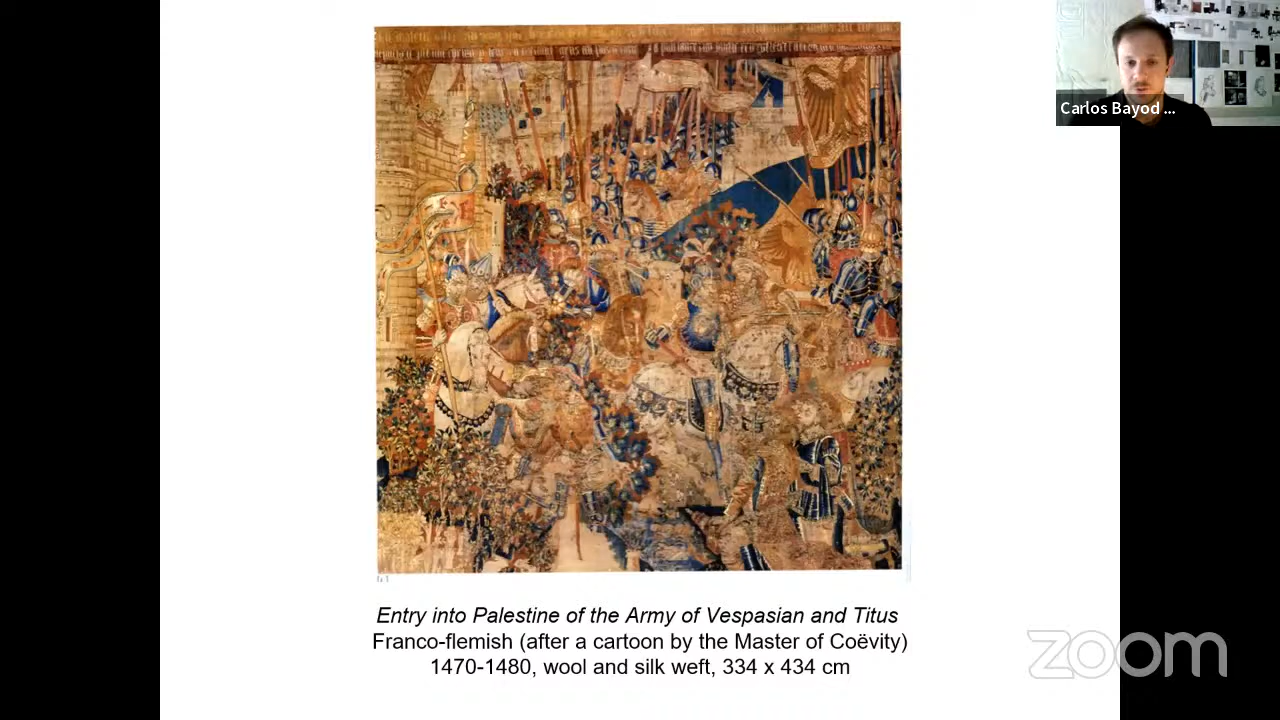 Carlos Bayod ...
Entry into Palestine of the Army of Vespasian and Titus
Franco-flemish (after a cartoon by the Master of Coëvity)
1470-1480, wool and silk weft, 334 x 434 cm
zoom